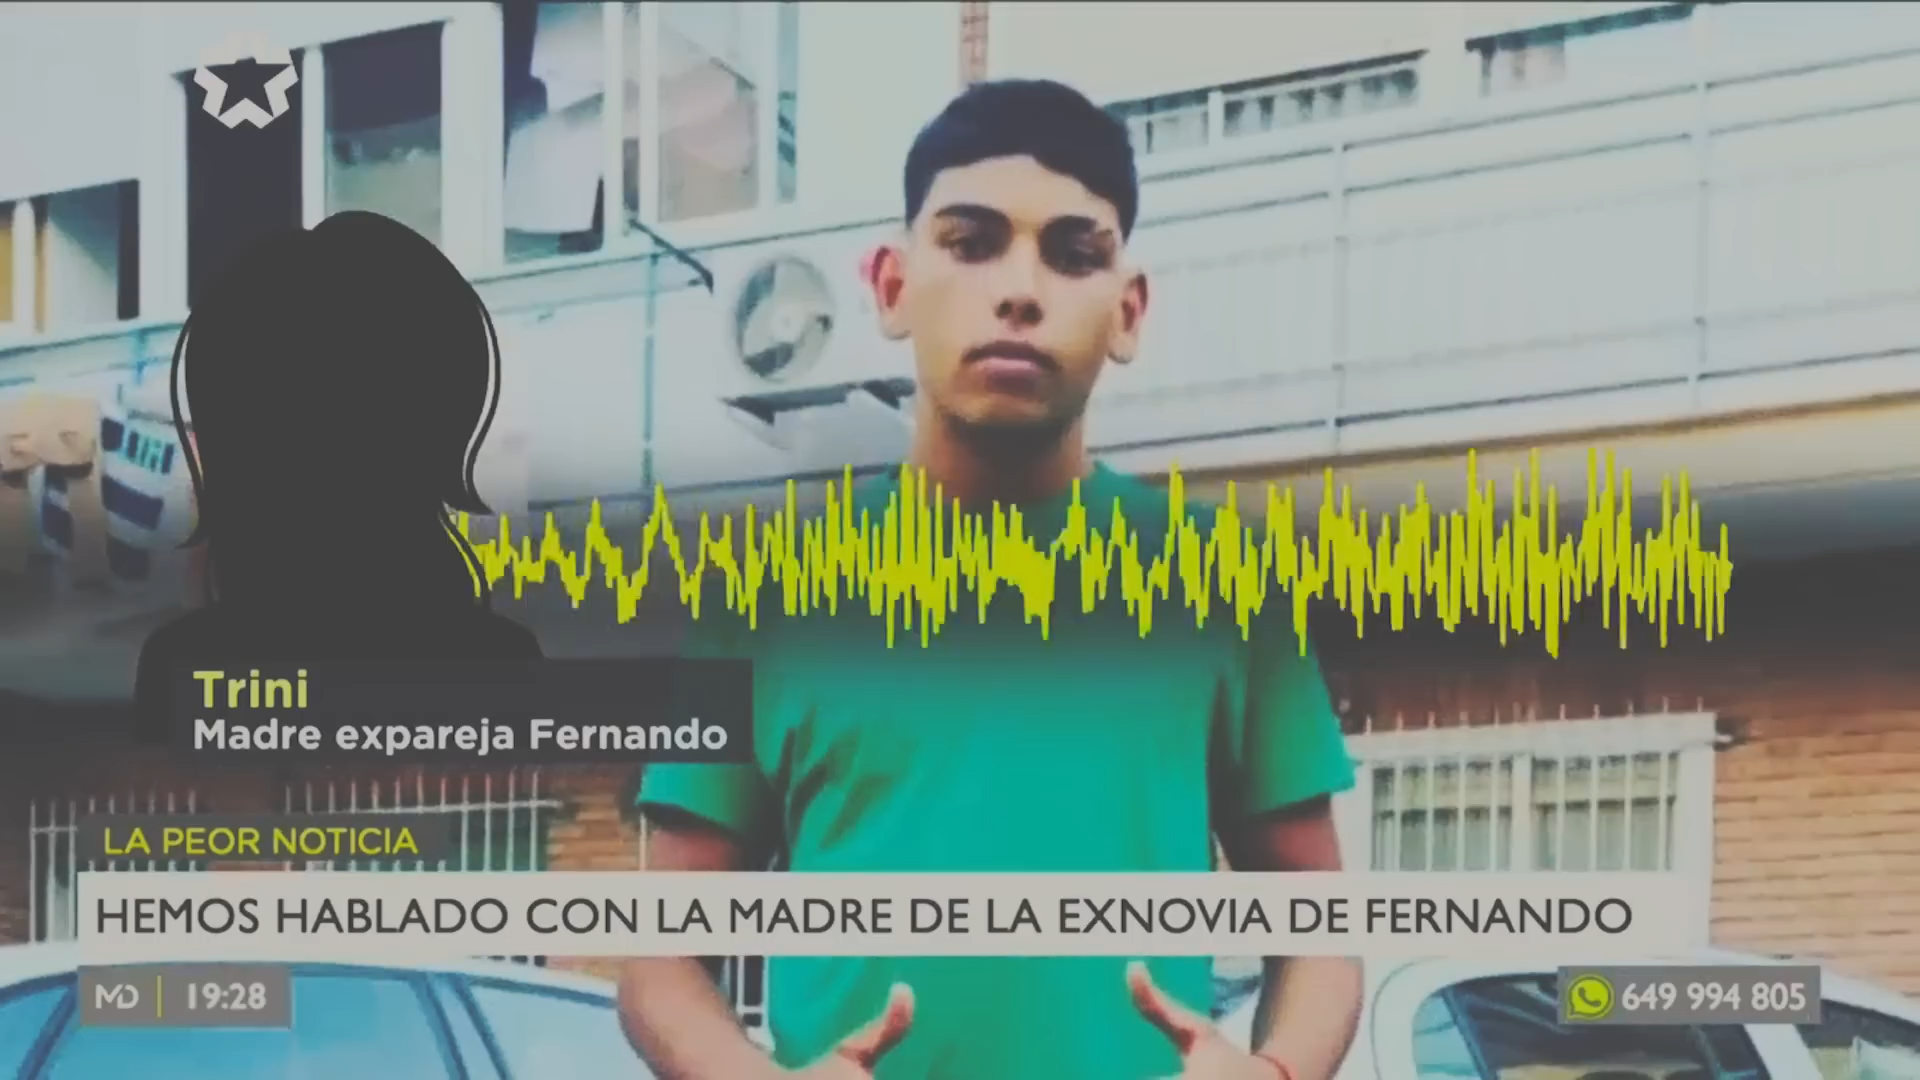 Trini
Madre expareja Fernando
LA PEOR NOTICIA
HEMOS HABLADO CON LA MADRE DE LA EXNOVIA DE FERNANDO
MD 19:28
649 994 805